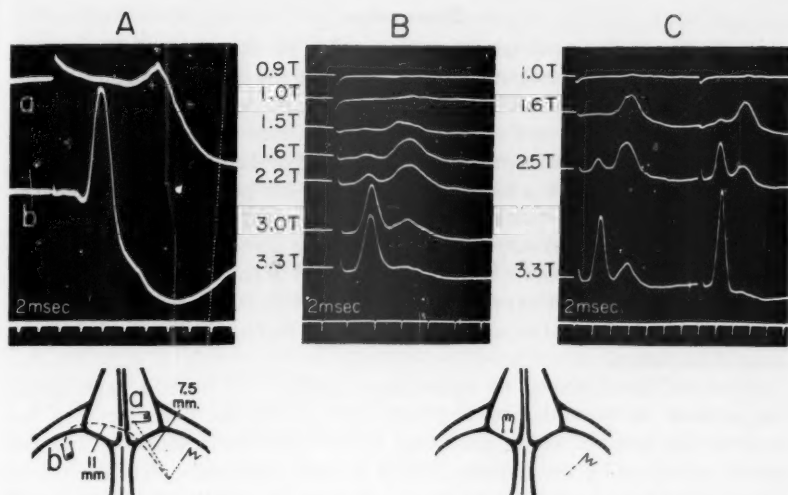 A
B
C
a
b
2msec
0.9T
1.0T
1.5T
1.6T
2.2T
3.0T
3.3T
2msec
1.0T
1.6T
2.5T
3.3T
2msec.
a
b
7.5
mm.
11
mm